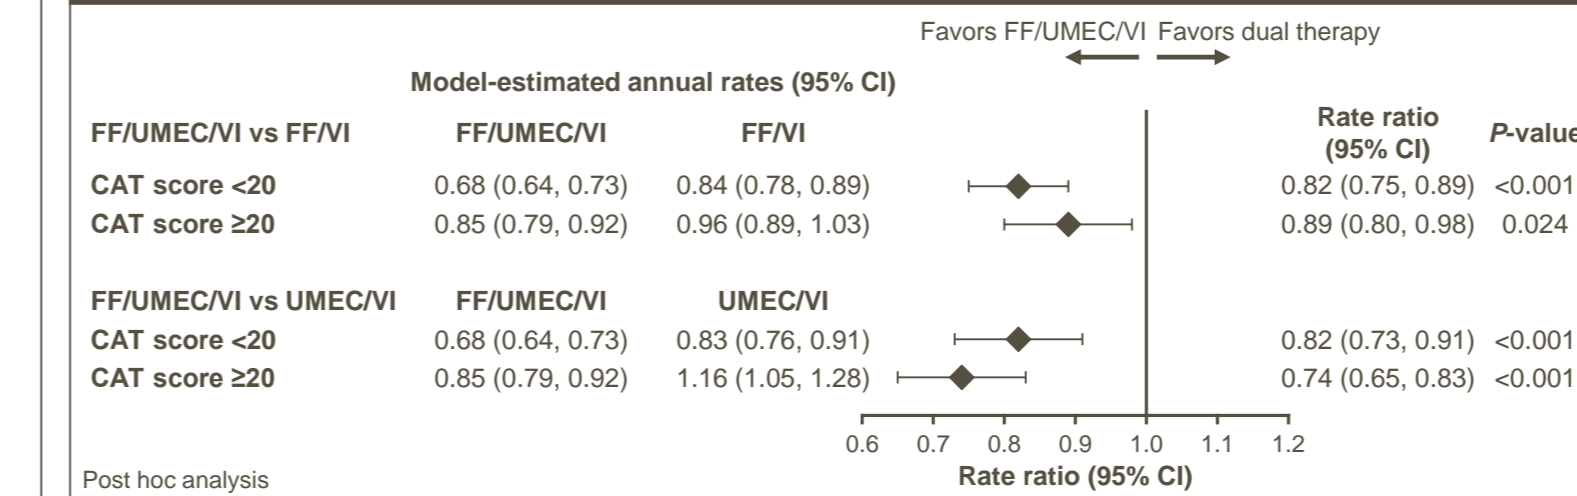 Favors FF/UMEC/VI Favors dual therapy
Model-estimated annual rates (95% CI)
FF/UMEC/VI vs FF/VI FF/UMEC/VI FF/VI Rate ratio (95% CI) P-value
CAT score <20 0.68 (0.64, 0.73) 0.84 (0.78, 0.89) 0.82 (0.75, 0.89) <0.001
CAT score ≥20 0.85 (0.79, 0.92) 0.96 (0.89, 1.03) 0.89 (0.80, 0.98) 0.024
FF/UMEC/VI vs UMEC/VI FF/UMEC/VI UMEC/VI
CAT score <20 0.68 (0.64, 0.73) 0.83 (0.76, 0.91) 0.82 (0.73, 0.91) <0.001
CAT score ≥20 0.85 (0.79, 0.92) 1.16 (1.05, 1.28) 0.74 (0.65, 0.83) <0.001
0.6 0.7 0.8 0.9 1.0 1.1 1.2
Rate ratio (95% CI)
Post hoc analysis